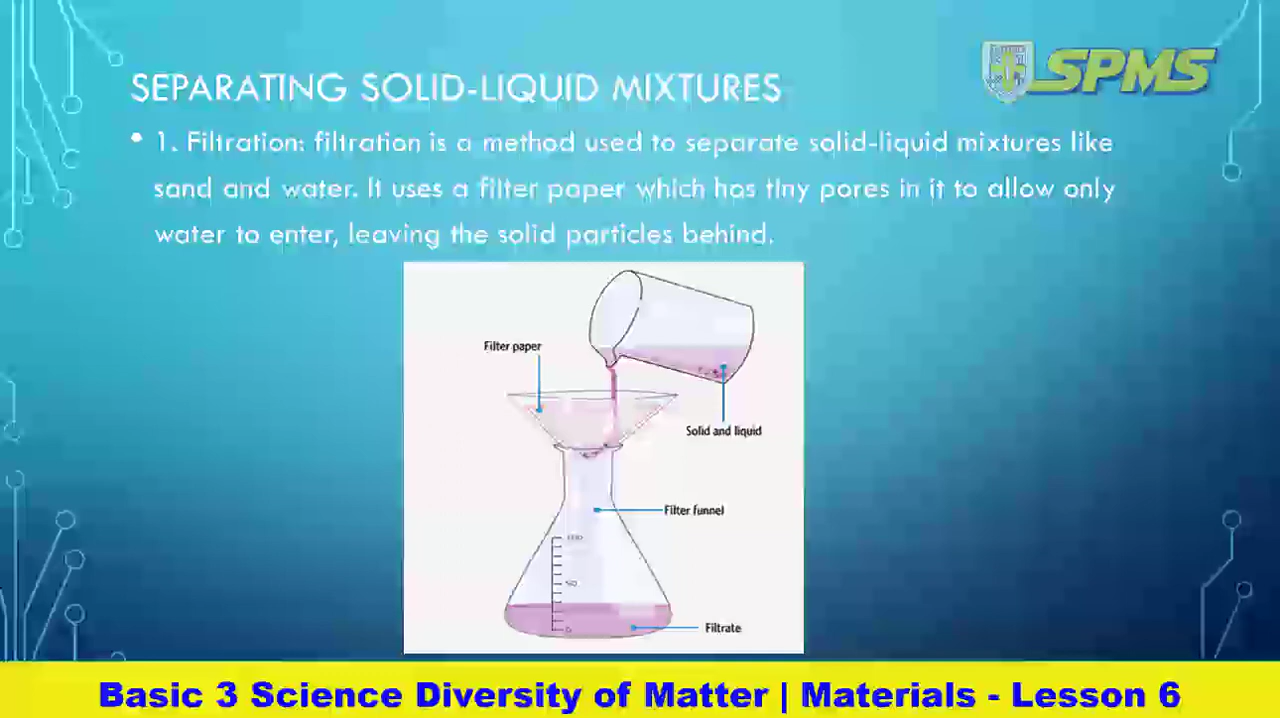 SPMS
SEPARATING SOLID-LIQUID MIXTURES
• 1. Filtration: filtration is a method used to separate solid-liquid mixtures like
sand and water. It uses a filter paper which has tiny pores in it to allow only
water to enter, leaving the solid particles behind.
Filter paper
Solid and liquid
Filter funnel
100
50
0
Filtrate
Basic 3 Science Diversity of Matter | Materials - Lesson 6